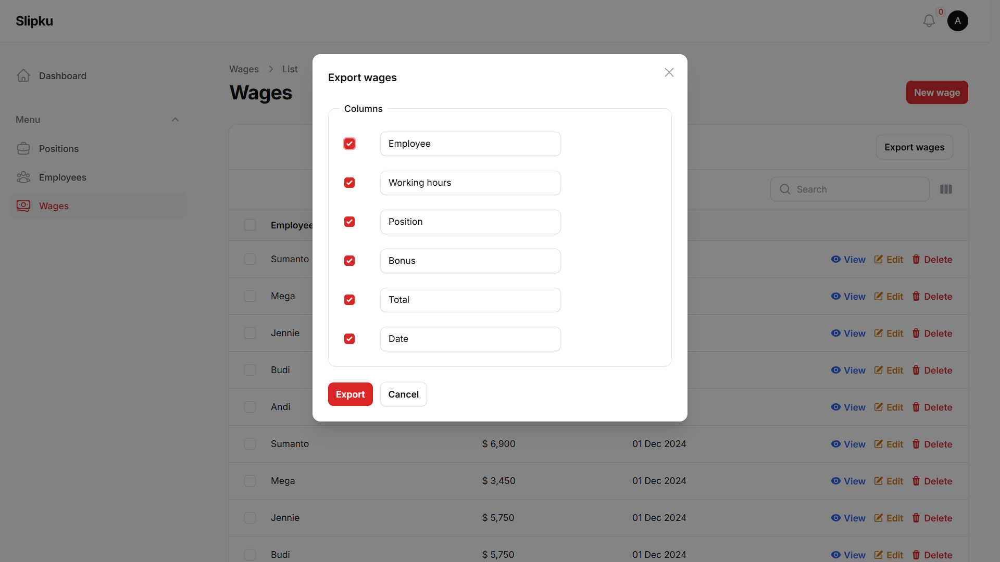 Slipku
0
A
Dashboard
Menu
Positions
Employees
Wages
Wages > List
Wages
New wage
Export wages
Search
Employee
Sumanto View Edit Delete
Mega View Edit Delete
Jennie View Edit Delete
Budi View Edit Delete
Andi View Edit Delete
Sumanto $ 6,900 01 Dec 2024 View Edit Delete
Mega $ 3,450 01 Dec 2024 View Edit Delete
Jennie $ 5,750 01 Dec 2024 View Edit Delete
Budi $ 5,750 01 Dec 2024 View Edit Delete
Export wages
Columns
Employee
Working hours
Position
Bonus
Total
Date
Export Cancel